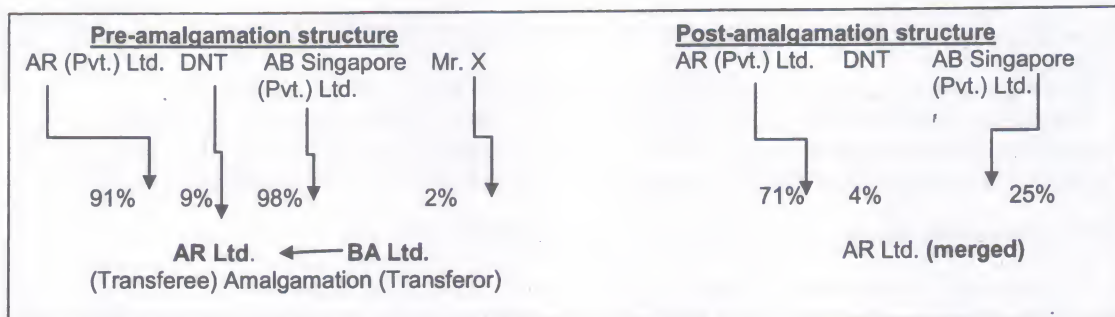 Pre-amalgamation structure
AR (Pvt.) Ltd. DNT AB Singapore (Pvt.) Ltd. Mr. X
91% 9% 98% 2%
AR Ltd. BA Ltd.
(Transferee) Amalgamation (Transferor)
Post-amalgamation structure
AR (Pvt.) Ltd. DNT AB Singapore (Pvt.) Ltd.
71% 4% 25%
AR Ltd. (merged)